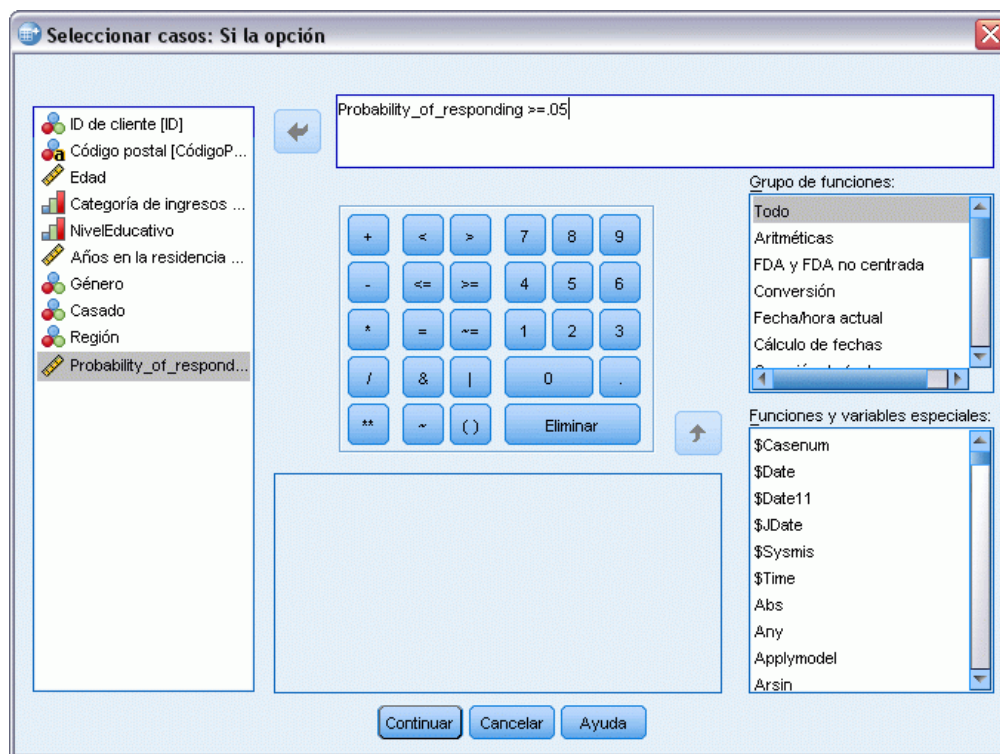 Seleccionar casos: Si la opción
ID de cliente [ID]
Código postal [CódigoP...
Edad
Categoría de ingresos ...
NivelEducativo
Años en la residencia ...
Género
Casado
Región
Probability_of_respond...
Probability_of_responding >=.05
+ < > 7 8 9
- <= >= 4 5 6
* = ~= 1 2 3
/ & | 0 .
** ~ ( ) Eliminar
Grupo de funciones:
Todo
Aritméticas
FDA y FDA no centrada
Conversión
Fecha/hora actual
Cálculo de fechas
Funciones y variables especiales:
$Casenum
$Date
$Date11
$JDate
$Sysmis
$Time
Abs
Any
Applymodel
Arsin
Continuar Cancelar Ayuda